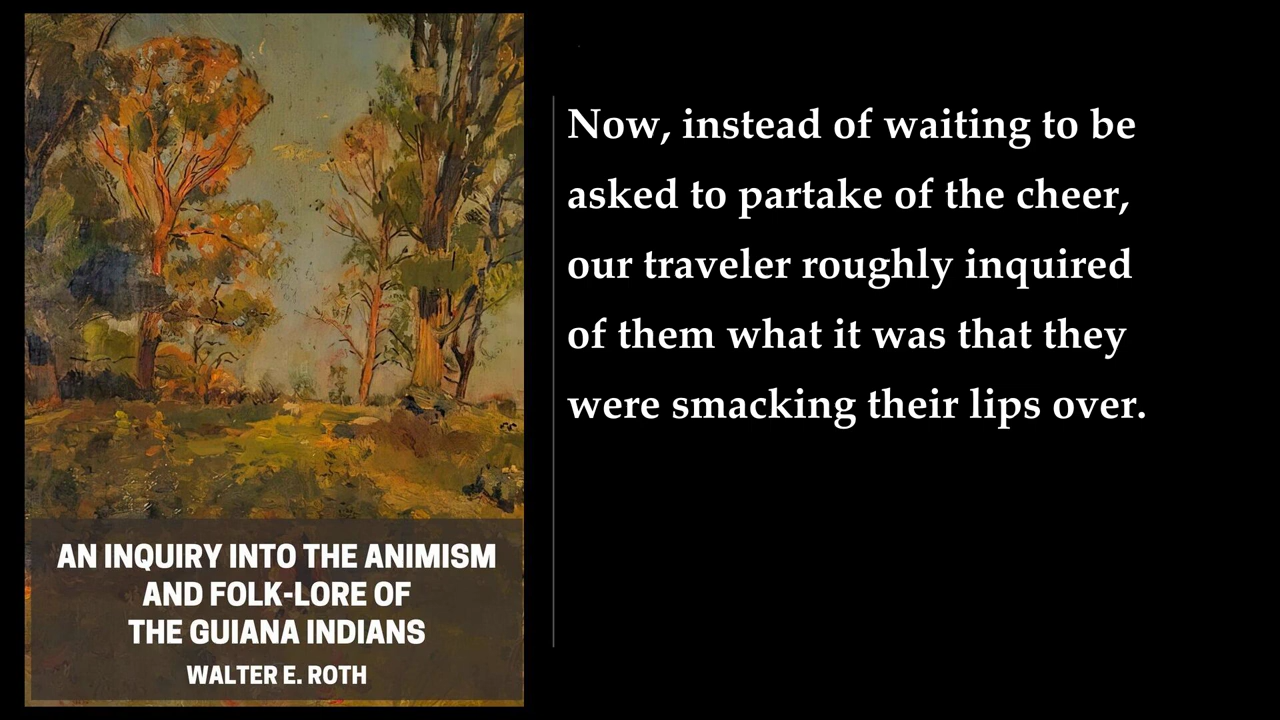 Now, instead of waiting to be
asked to partake of the cheer,
our traveler roughly inquired
of them what it was that they
were smacking their lips over.
AN INQUIRY INTO THE ANIMISM
AND FOLK-LORE OF
THE GUIANA INDIANS
WALTER E. ROTH